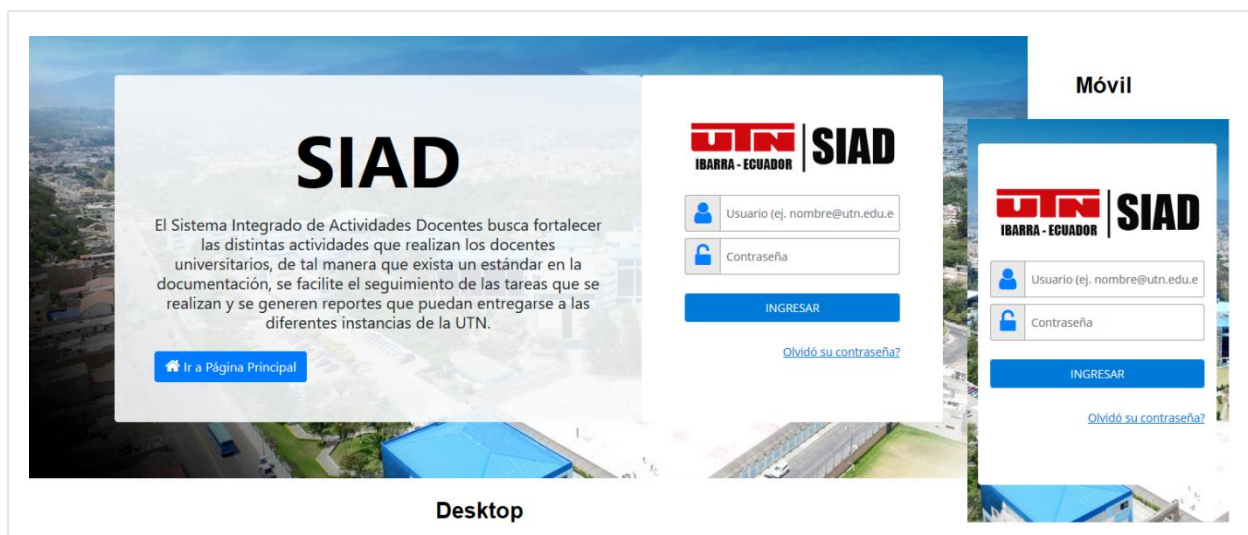 SIAD
El Sistema Integrado de Actividades Docentes busca fortalecer
las distintas actividades que realizan los docentes
universitarios, de tal manera que exista un estándar en la
documentación, se facilite el seguimiento de las tareas que se
realizan y se generen reportes que puedan entregarse a las
diferentes instancias de la UTN.
Ir a Página Principal
UTN
IBARRA - ECUADOR
SIAD
Usuario (ej. nombre@utn.edu.e
Contraseña
INGRESAR
Olvidó su contraseña?
Desktop
Móvil
UTN
IBARRA - ECUADOR
SIAD
Usuario (ej. nombre@utn.edu.e
Contraseña
INGRESAR
Olvidó su contraseña?